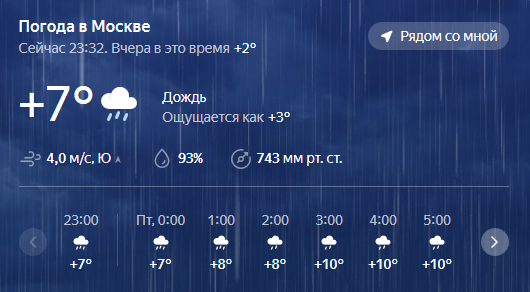 Погода в Москве
Сейчас 23:32. Вчера в это время +2°
Рядом со мной
+7°
Дождь
Ощущается как +3°
4,0 м/с, Ю
93%
743 мм рт. ст.
23:00 Пт, 0:00 1:00 2:00 3:00 4:00 5:00
+7° +7° +8° +8° +10° +10° +10°